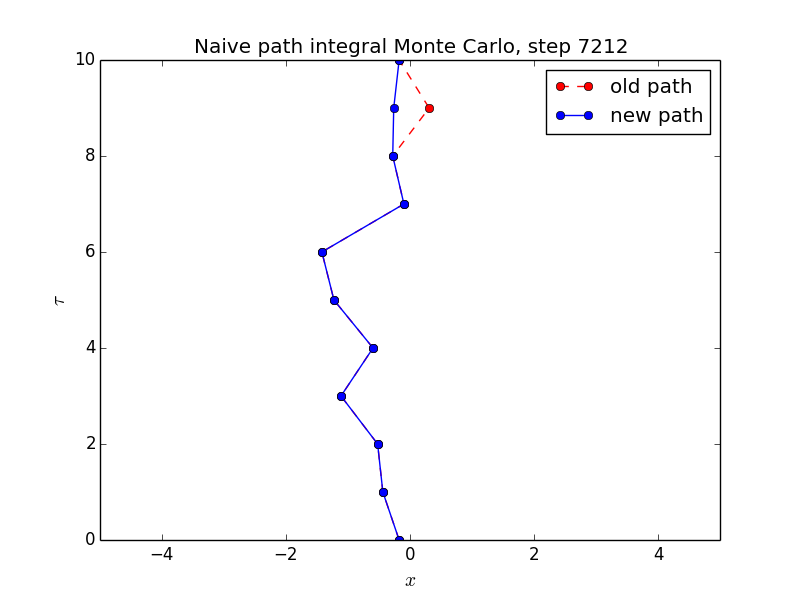 Naive path integral Monte Carlo, step 7212
old path
new path
10
8
6
4
2
0
τ
−4
−2
0
2
4
x